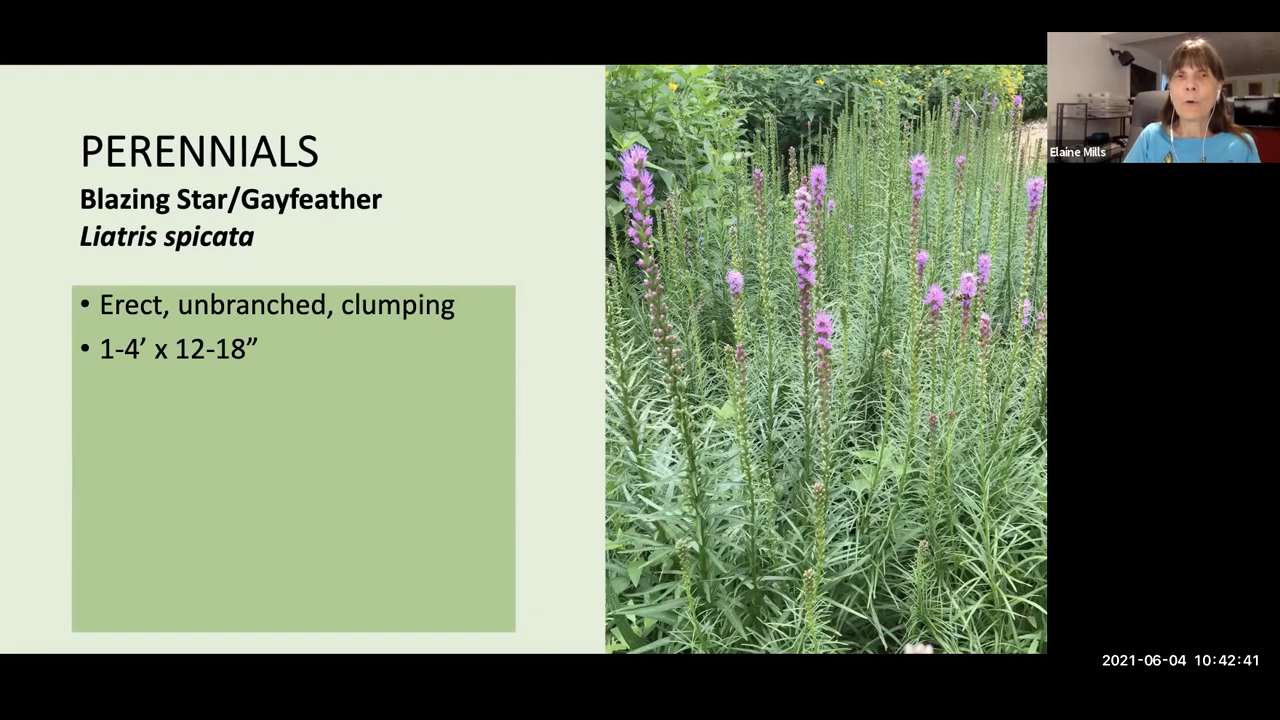 PERENNIALS
Blazing Star/Gayfeather
Liatris spicata
• Erect, unbranched, clumping
• 1-4’ x 12-18”
Elaine Mills
2021-06-04 10:42:41